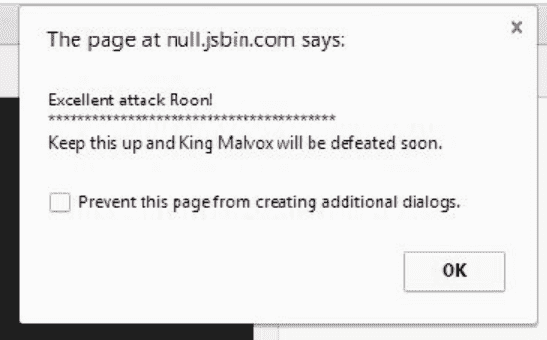 The page at null.jsbin.com says:
x
Excellent attack Roon!
****************************************
Keep this up and King Malvox will be defeated soon.
Prevent this page from creating additional dialogs.
OK